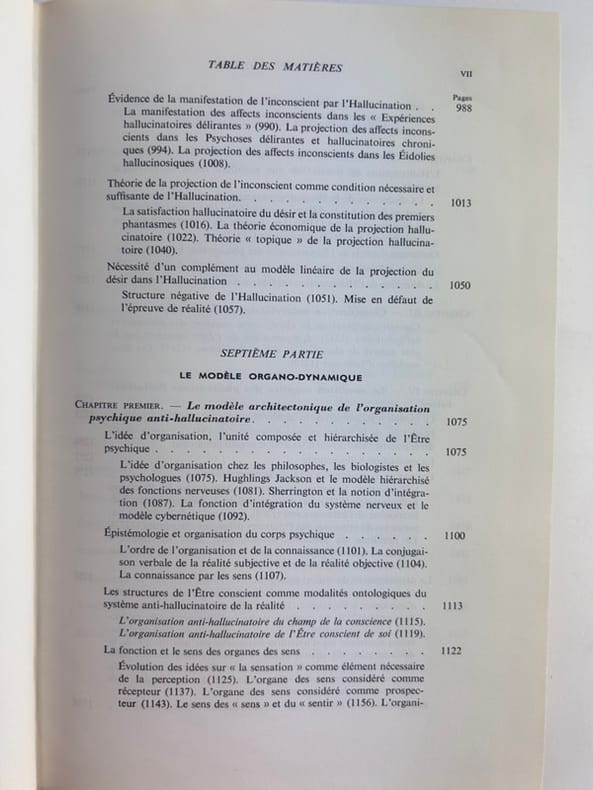 TABLE DES MATIÈRES
VII
Pages
Évidence de la manifestation de l'inconscient par l'Hallucination . . 988
La manifestation des affects inconscients dans les « Expériences
hallucinatoires délirantes » (990). La projection des affects incons-
cients dans les Psychoses délirantes et hallucinatoires chroni-
ques (994). La projection des affects inconscients dans les Éidolies
hallucinosiques (1008).
Théorie de la projection de l'inconscient comme condition nécessaire et
suffisante de l'Hallucination. . . . . . . . . . . . . 1013
La satisfaction hallucinatoire du désir et la constitution des premiers
phantasmes (1016). La théorie économique de la projection hallu-
cinatoire (1022). Théorie « topique » de la projection hallucina-
toire (1040).
Nécessité d'un complément au modèle linéaire de la projection du
désir dans l'Hallucination . . . . . . . . . . . . . 1050
Structure négative de l'Hallucination (1051). Mise en défaut de
l'épreuve de réalité (1057).
SEPTIÈME PARTIE
LE MODÈLE ORGANO-DYNAMIQUE
CHAPITRE PREMIER. — Le modèle architectonique de l'organisation
psychique anti-hallucinatoire. . . . . . . . . . . . 1075
L'idée d'organisation, l'unité composée et hiérarchisée de l'Être
psychique . . . . . . . . . . . . . . . . . 1075
L'idée d'organisation chez les philosophes, les biologistes et les
psychologues (1075). Hughlings Jackson et le modèle hiérarchisé
des fonctions nerveuses (1081). Sherrington et la notion d'intégra-
tion (1087). La fonction d'intégration du système nerveux et le
modèle cybernétique (1092).
Épistémologie et organisation du corps psychique . . . . . . 1100
L'ordre de l'organisation et de la connaissance (1101). La conjugai-
son verbale de la réalité subjective et de la réalité objective (1104).
La connaissance par les sens (1107).
Les structures de l'Être conscient comme modalités ontologiques du
système anti-hallucinatoire de la réalité . . . . . . . . . 1113
L'organisation anti-hallucinatoire du champ de la conscience (1115).
L'organisation anti-hallucinatoire de l'Être conscient de soi (1119).
La fonction et le sens des organes des sens . . . . . . . . 1122
Évolution des idées sur « la sensation » comme élément nécessaire
de la perception (1125). L'organe des sens considéré comme
récepteur (1137). L'organe des sens considéré comme prospec-
teur (1143). Le sens des « sens » et du « sentir » (1156). L'organi-